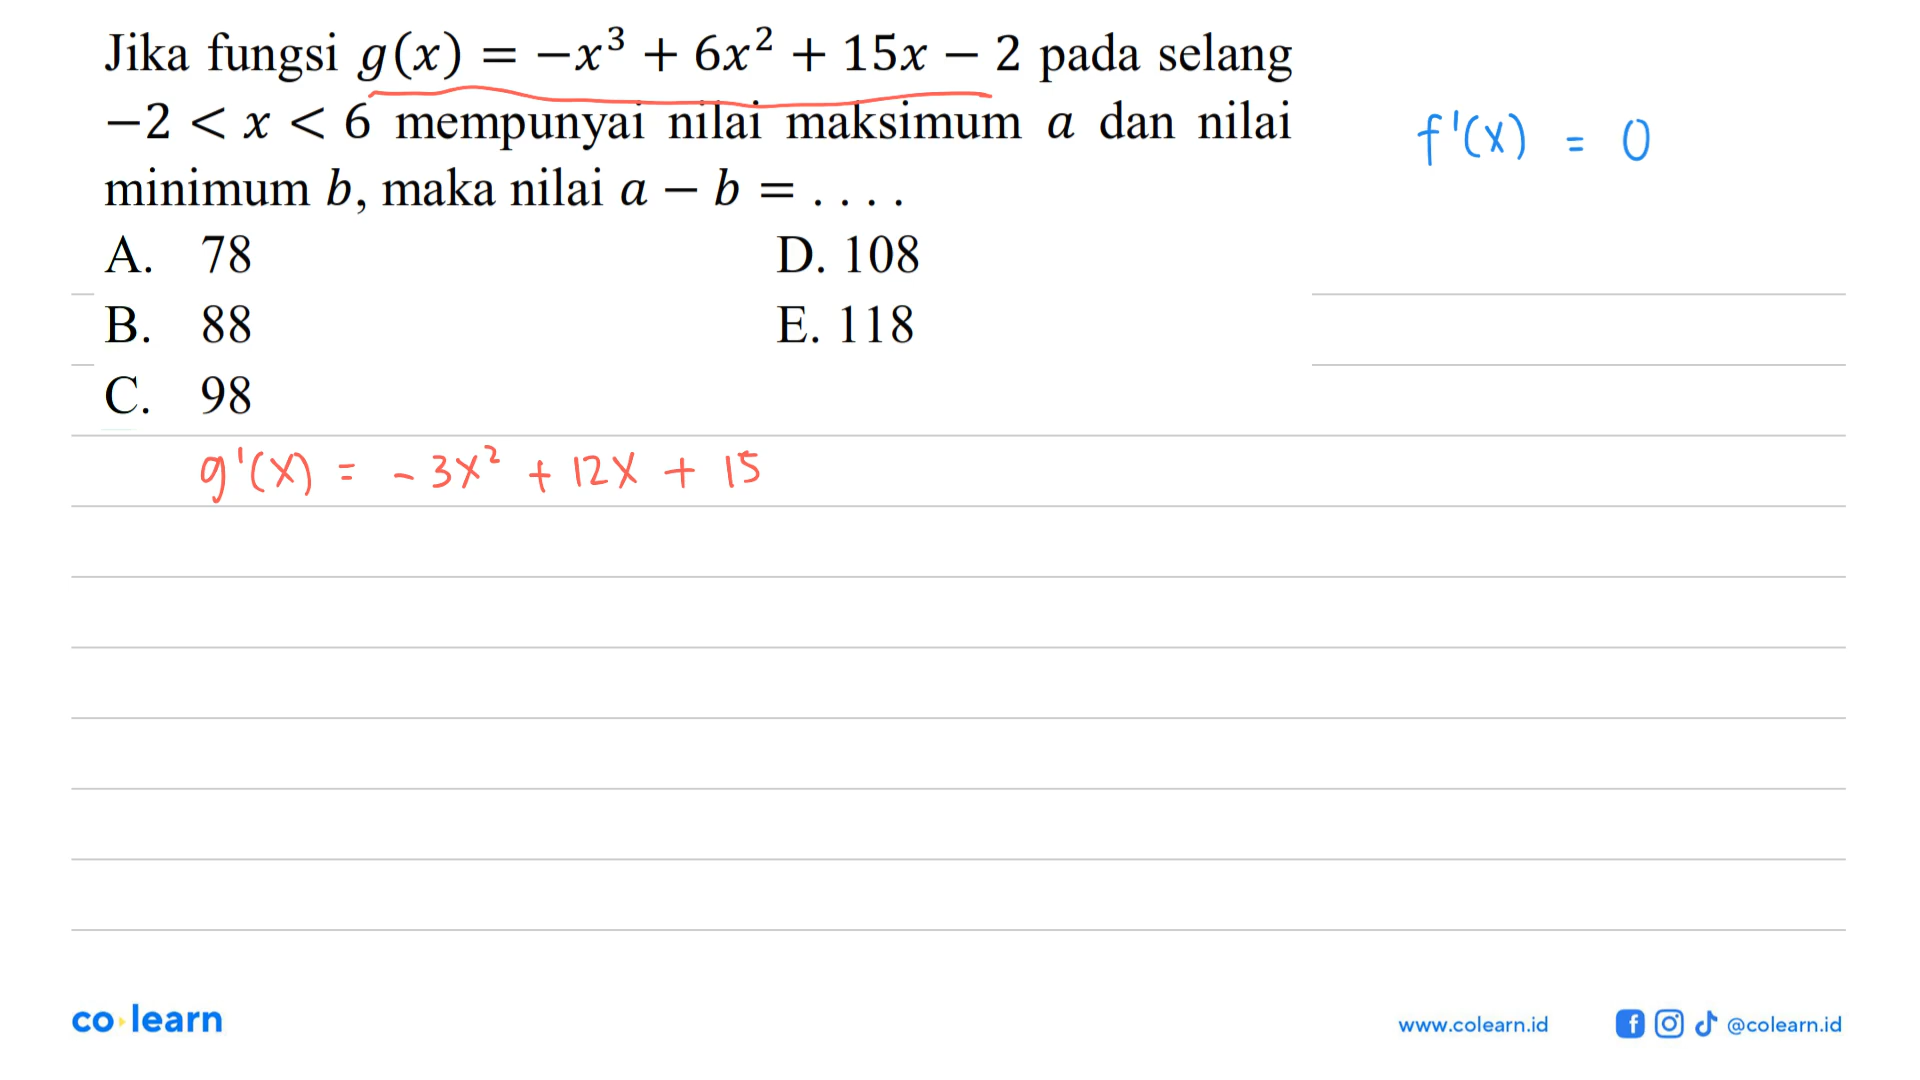 Jika fungsi g(x) = −x³ + 6x² + 15x − 2 pada selang
−2 < x < 6 mempunyai nilai maksimum a dan nilai
minimum b, maka nilai a − b = . . . .
A. 78
B. 88
C. 98
D. 108
E. 118
f'(x) = 0
g'(x) = -3x² + 12x + 15
co learn
www.colearn.id
@colearn.id